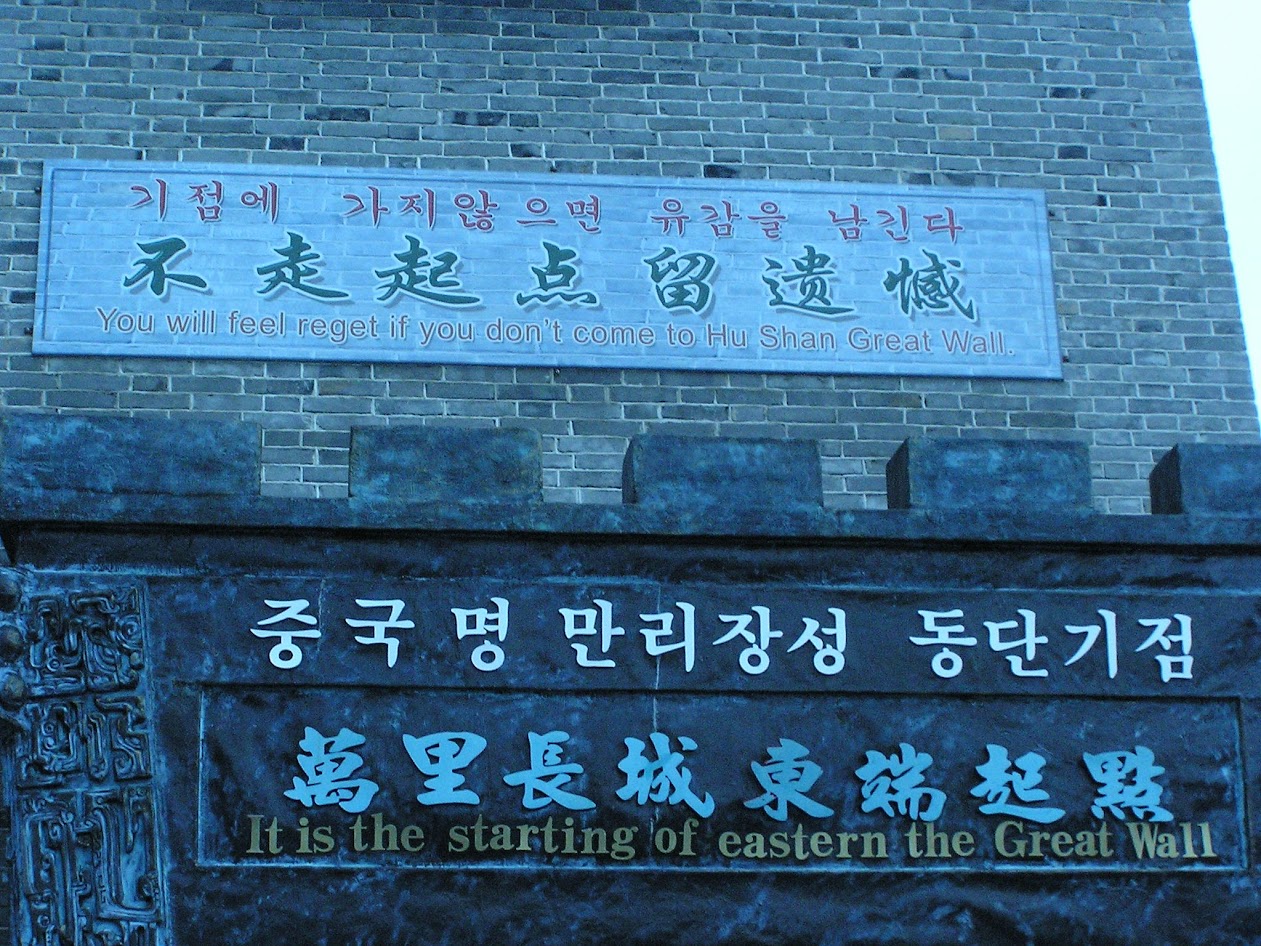 기점에 가지않으면 유감을 남긴다
不走起点留遗憾
You will feel regget if you don't come to Hu Shan Great Wall.
중국명 만리장성 동단기점
萬里長城東端起點
It is the starting of eastern the Great Wall